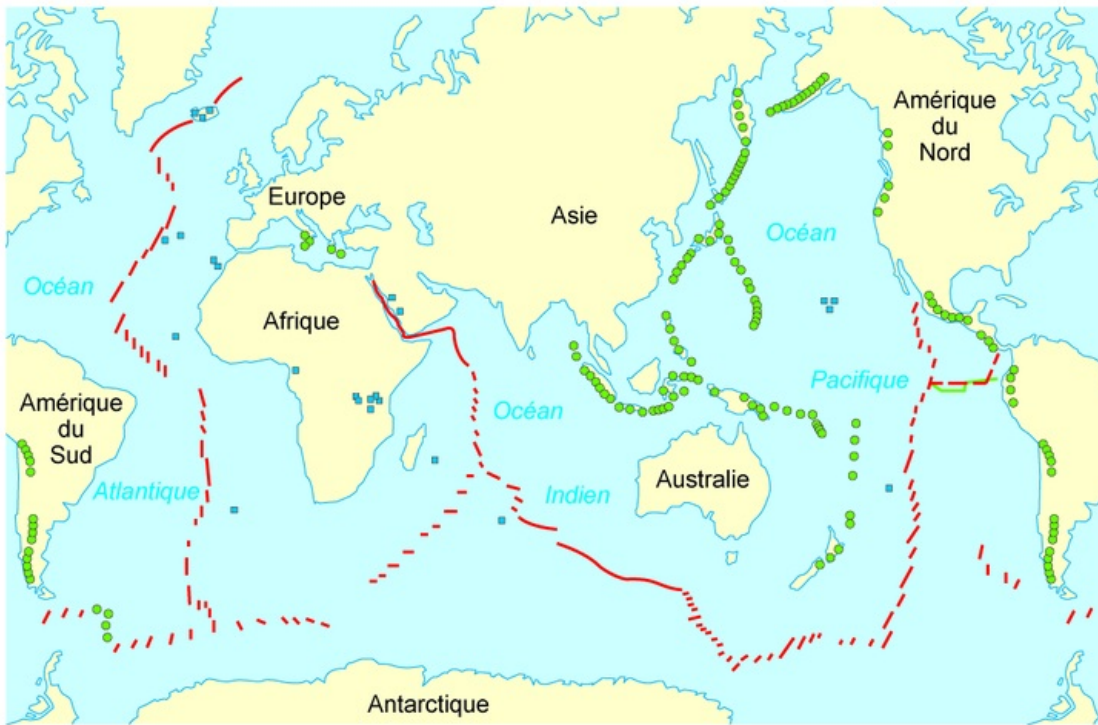 Amérique
du
Nord
Europe
Asie
Océan
Océan
Afrique
Pacifique
Amérique
du
Sud
Océan
Atlantique
Indien
Australie
Antarctique